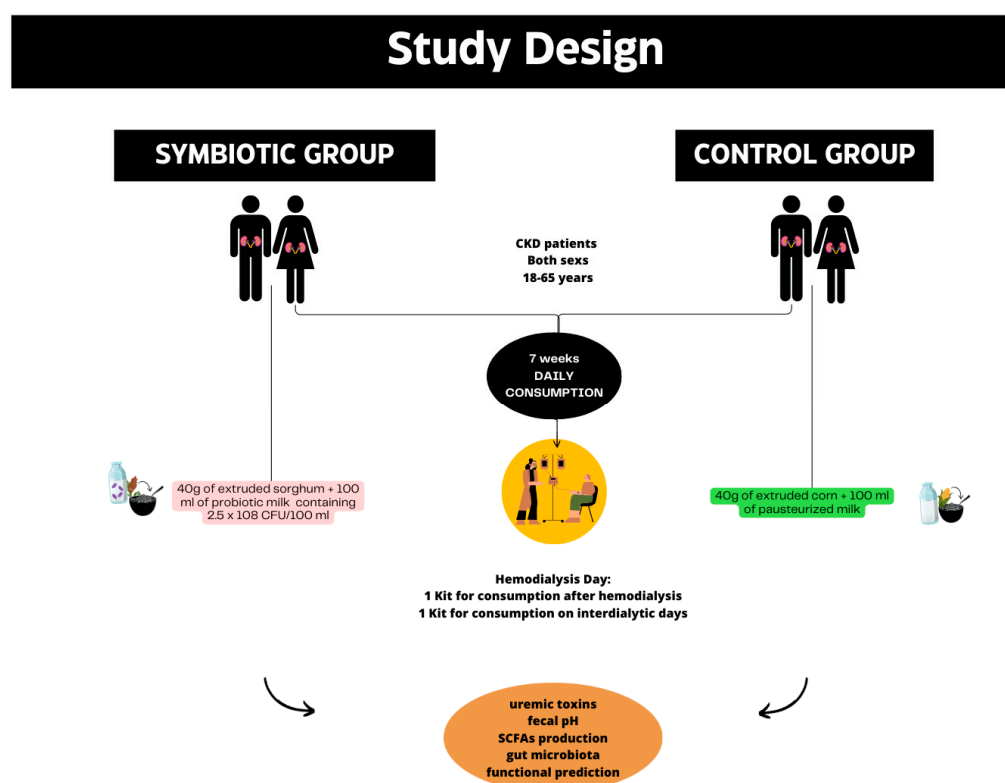 Study Design
SYMBIOTIC GROUP
CONTROL GROUP
CKD patients
Both sexs
18-65 years
7 weeks
DAILY
CONSUMPTION
40g of extruded sorghum + 100
ml of probiotic milk containing
2.5 x 108 CFU/100 ml
40g of extruded corn + 100 ml
of pausteurized milk
Hemodialysis Day:
1 Kit for consumption after hemodialysis
1 Kit for consumption on interdialytic days
uremic toxins
fecal pH
SCFAs production
gut microbiota
functional prediction